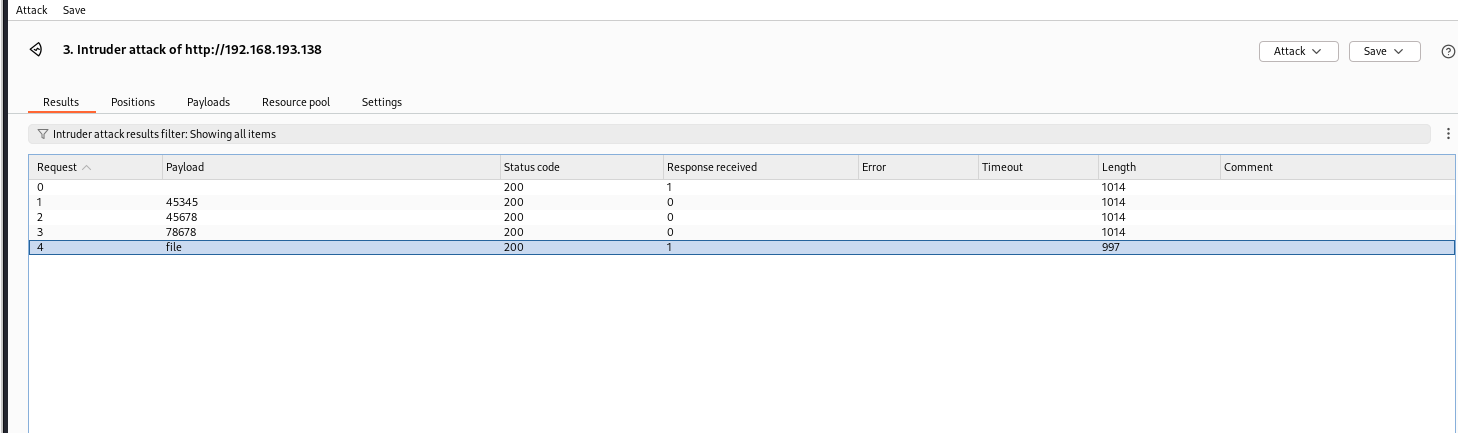 Attack Save
3. Intruder attack of http://192.168.193.138
Attack Save
Results Positions Payloads Resource pool Settings
Intruder attack results filter: Showing all items
Request Payload Status code Response received Error Timeout Length Comment
0 200 1 1014
1 45345 200 0 1014
2 45678 200 0 1014
3 78678 200 0 1014
4 file 200 1 997